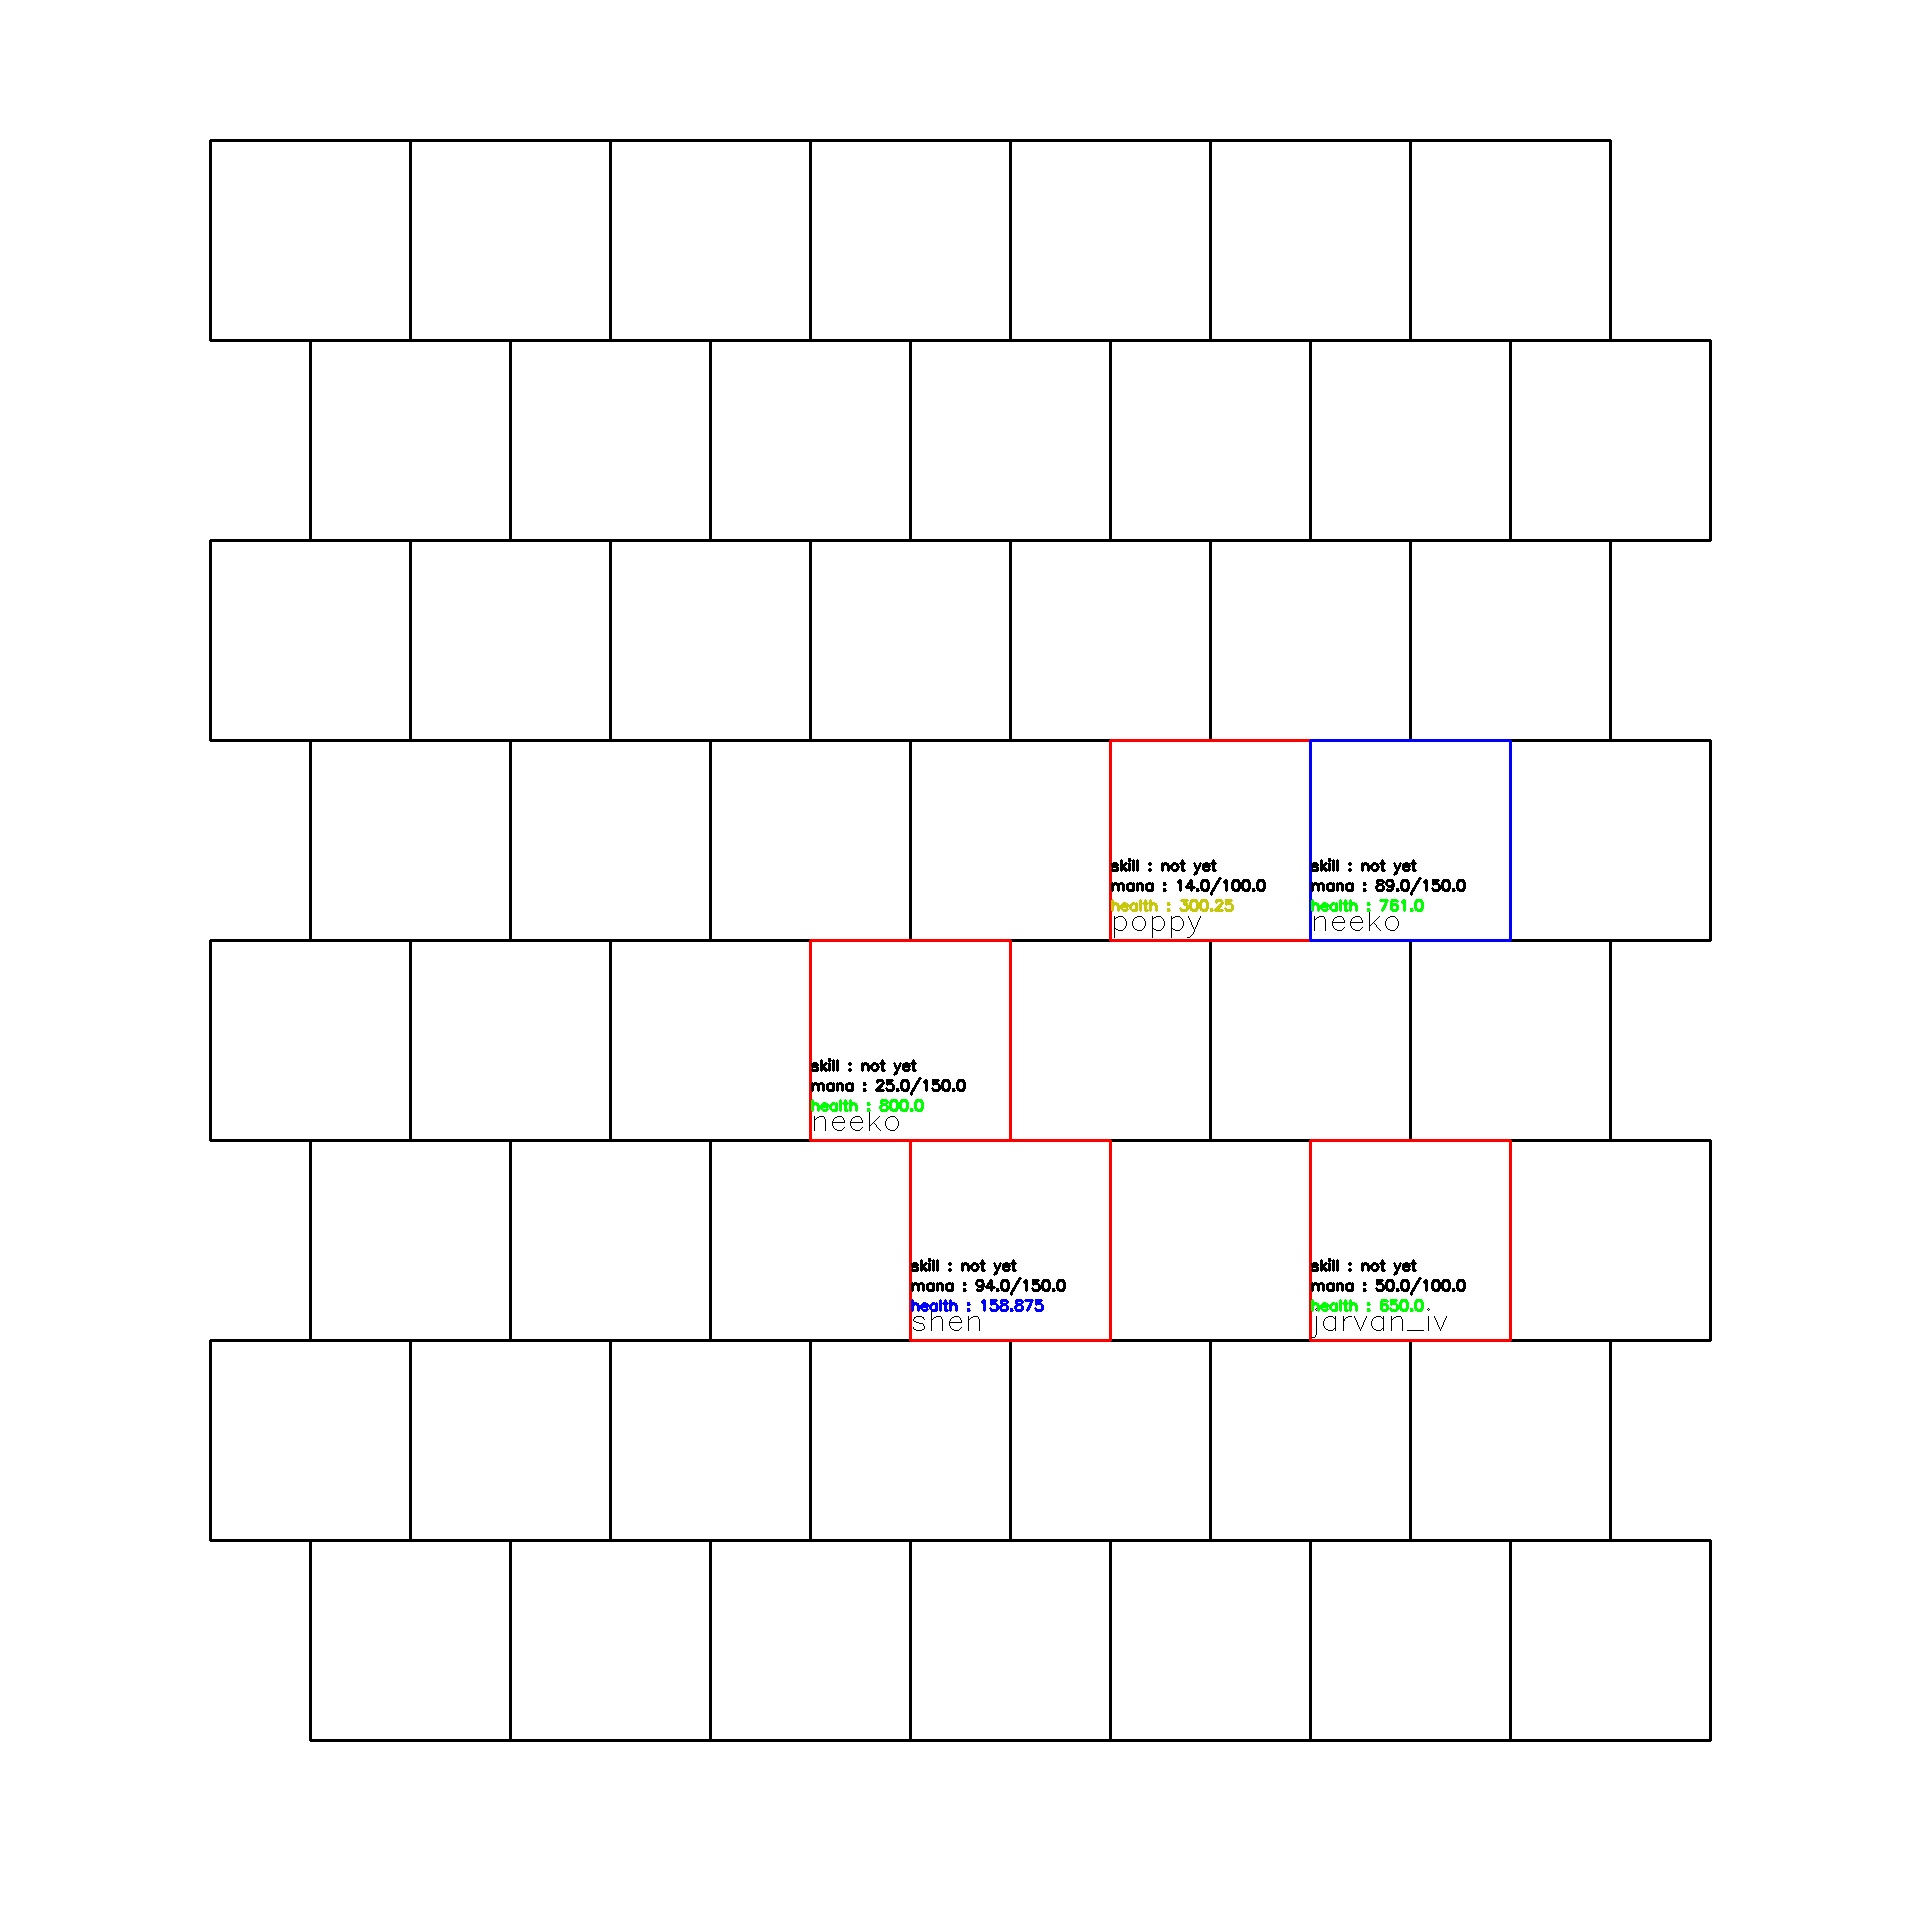 skill : not yet
mana : 14.0/100.0
health : 300.25
poppy
skill : not yet
mana : 89.0/150.0
health : 761.0
neeko
skill : not yet
mana : 25.0/150.0
health : 800.0
neeko
skill : not yet
mana : 94.0/150.0
health : 158.875
shen
skill : not yet
mana : 50.0/100.0
health : 650.0
jarvan_iv